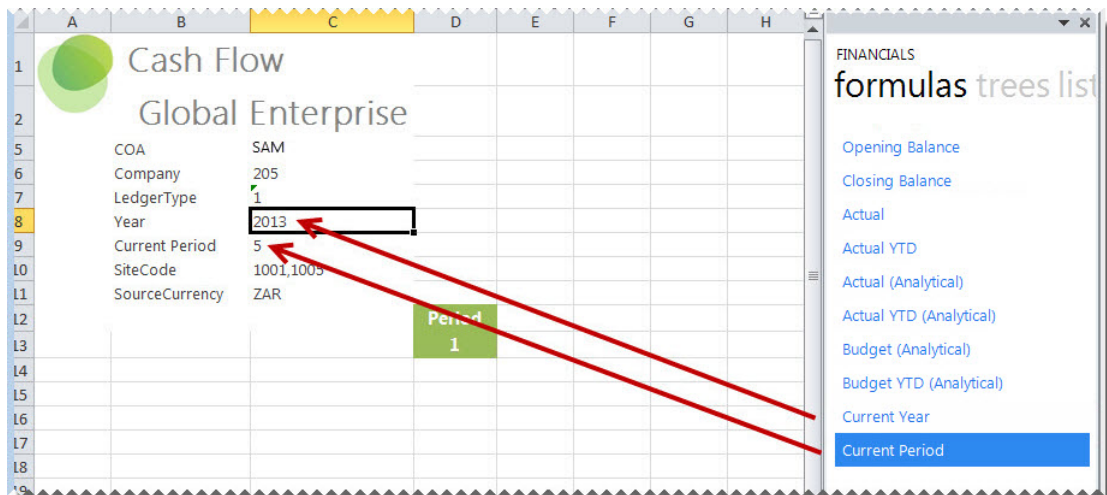 A B C D E F G H
1 Cash Flow
2 Global Enterprise
5 COA SAM
6 Company 205
7 LedgerType 1
8 Year 2013
9 Current Period 5
10 SiteCode 1001,1005
11 SourceCurrency ZAR
12 Period
13 1
14
15
16
17
18
19
FINANCIALS
formulas trees list
Opening Balance
Closing Balance
Actual
Actual YTD
Actual (Analytical)
Actual YTD (Analytical)
Budget (Analytical)
Budget YTD (Analytical)
Current Year
Current Period